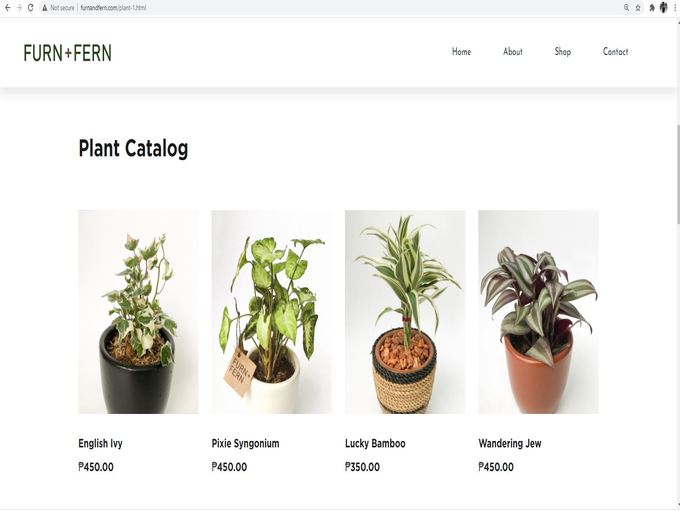 Not secure | furnandfern.com/plant-1.html
FURN+FERN
Home
About
Shop
Contact
Plant Catalog
FURN+
FERN
English Ivy
Pixie Syngonium
Lucky Bamboo
Wandering Jew
₱450.00
₱450.00
₱350.00
₱450.00